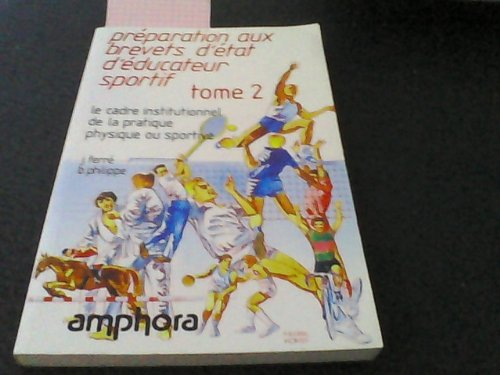 préparation aux
brevets d'état
d'éducateur
sportif tome 2
le cadre institutionnel
de la pratique
physique ou sportive
j ferré
b philippe
amphora